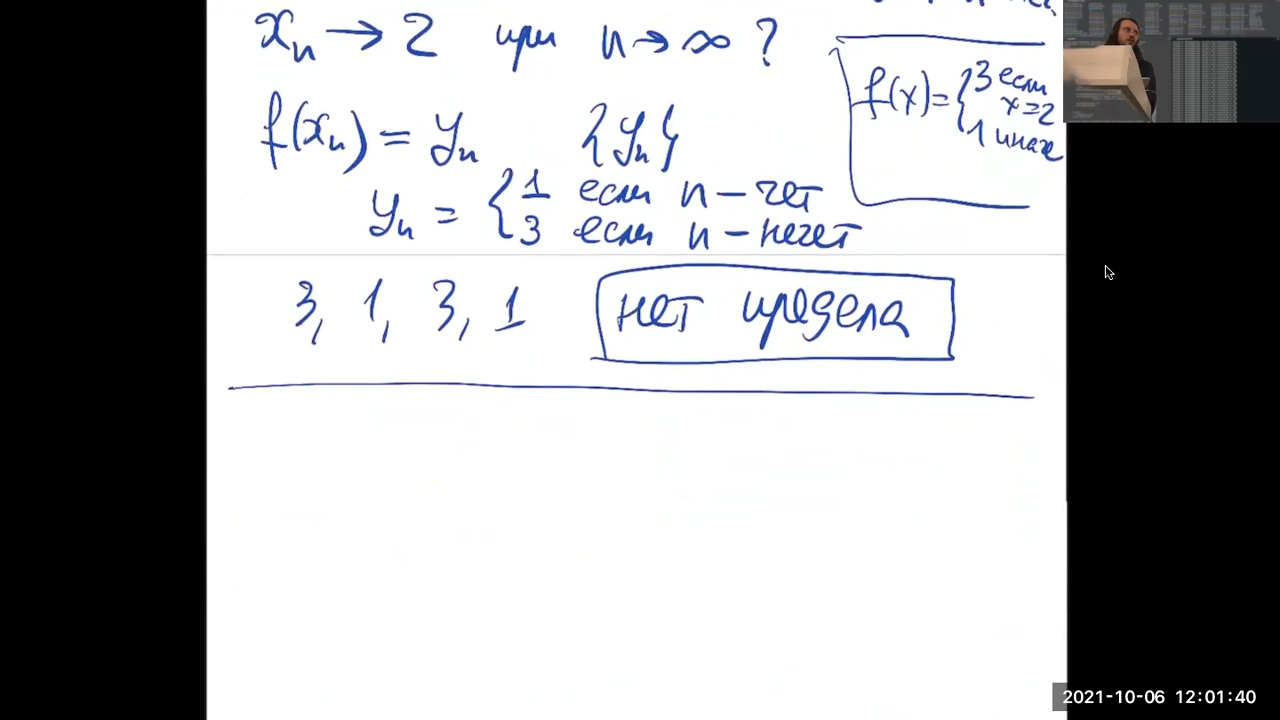 xₙ → 2 при n → ∞ ?
f(x) = { 3 если x = 2
1 иначе
f(xₙ) = yₙ {yₙ}
yₙ = { 1 если n – чет
3 если n – нечет
3, 1, 3, 1 нет предела
2021-10-06 12:01:40